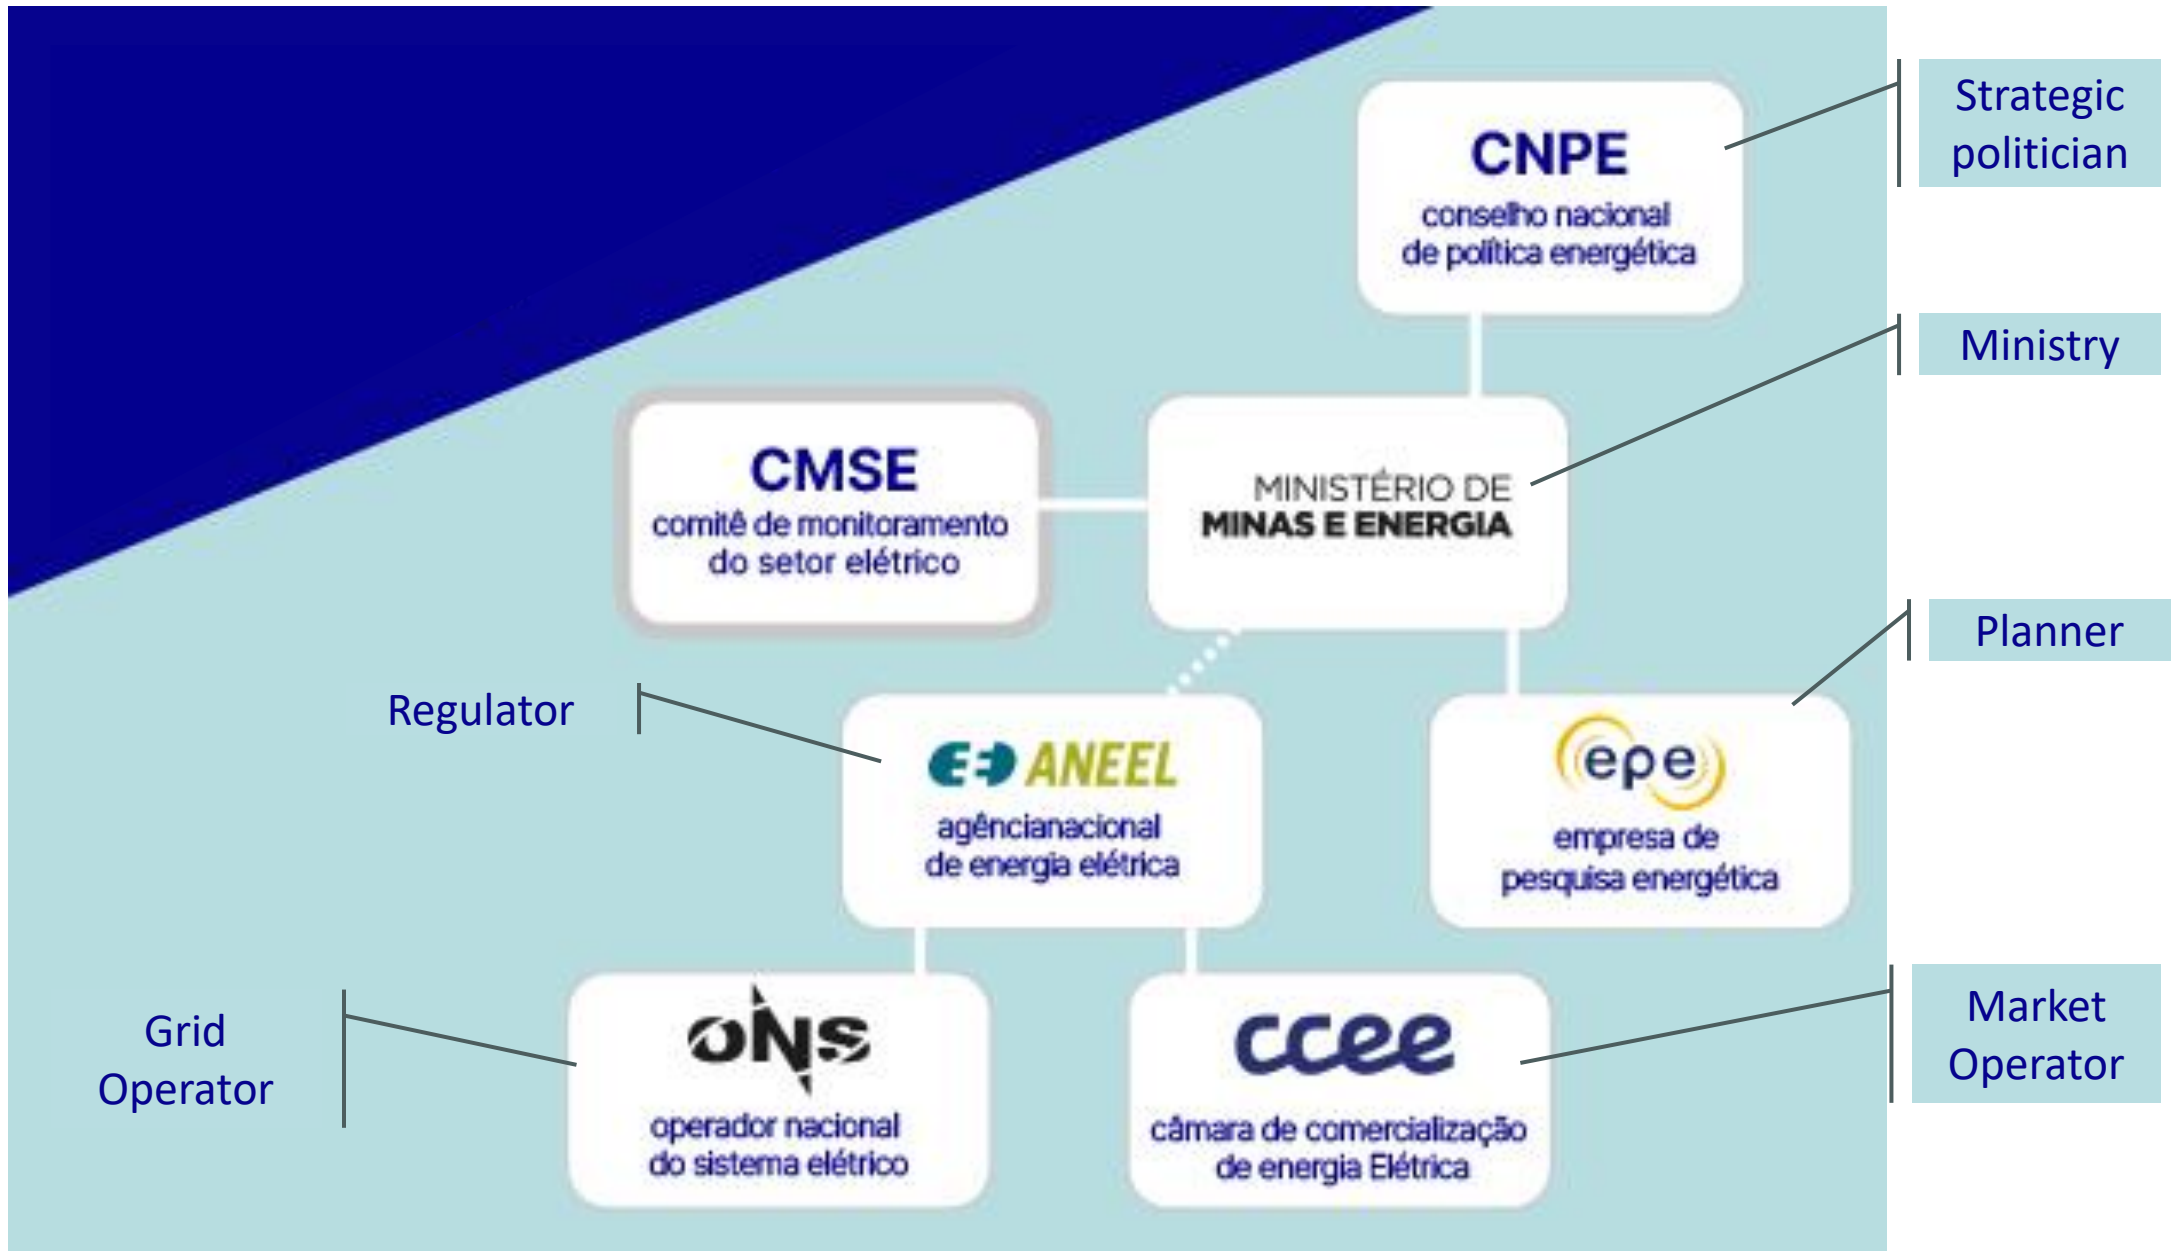 CNPE
conselho nacional
de política energética
Strategic
politician
Ministry
CMSE
comitê de monitoramento
do setor elétrico
MINISTÉRIO DE
MINAS E ENERGIA
Planner
Regulator
ANEEL
agêncianacional
de energia elétrica
epe
empresa de
pesquisa energética
Grid
Operator
ONS
operador nacional
do sistema elétrico
ccee
câmara de comercialização
de energia Elétrica
Market
Operator